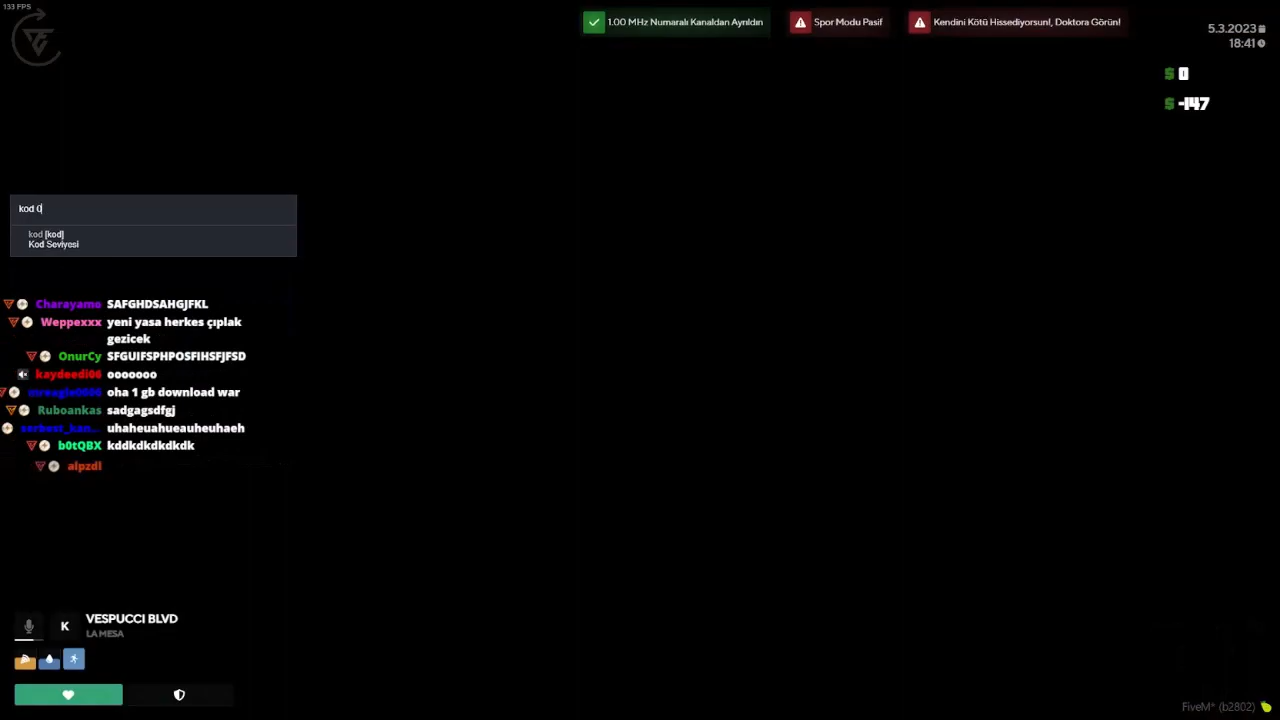 133 FPS
1.00 MHz Numaralı Kanaldan Ayrıldın
Spor Modu Pasif
Kendini Kötü Hissediyorsun!, Doktora Görün!
5.3.2023
18:41
$ 0
$ -147
kod 0
kod [kod]
Kod Seviyesi
Charayamo SAFGHDSAHGJFKL
Weppexxx yeni yasa herkes çıplak
gezicek
OnurCy SFGUIFSPHPOSFIHSFJFSD
kaydeedi06 ooooooo
oha 1 gb download war
Ruboankas sadgagsdfgj
uhaheuahueauheuhaeh
b0tQBX kddkdkdkdkdk
alpzdl
K
VESPUCCI BLVD
LA MESA
FiveM* (b2802)